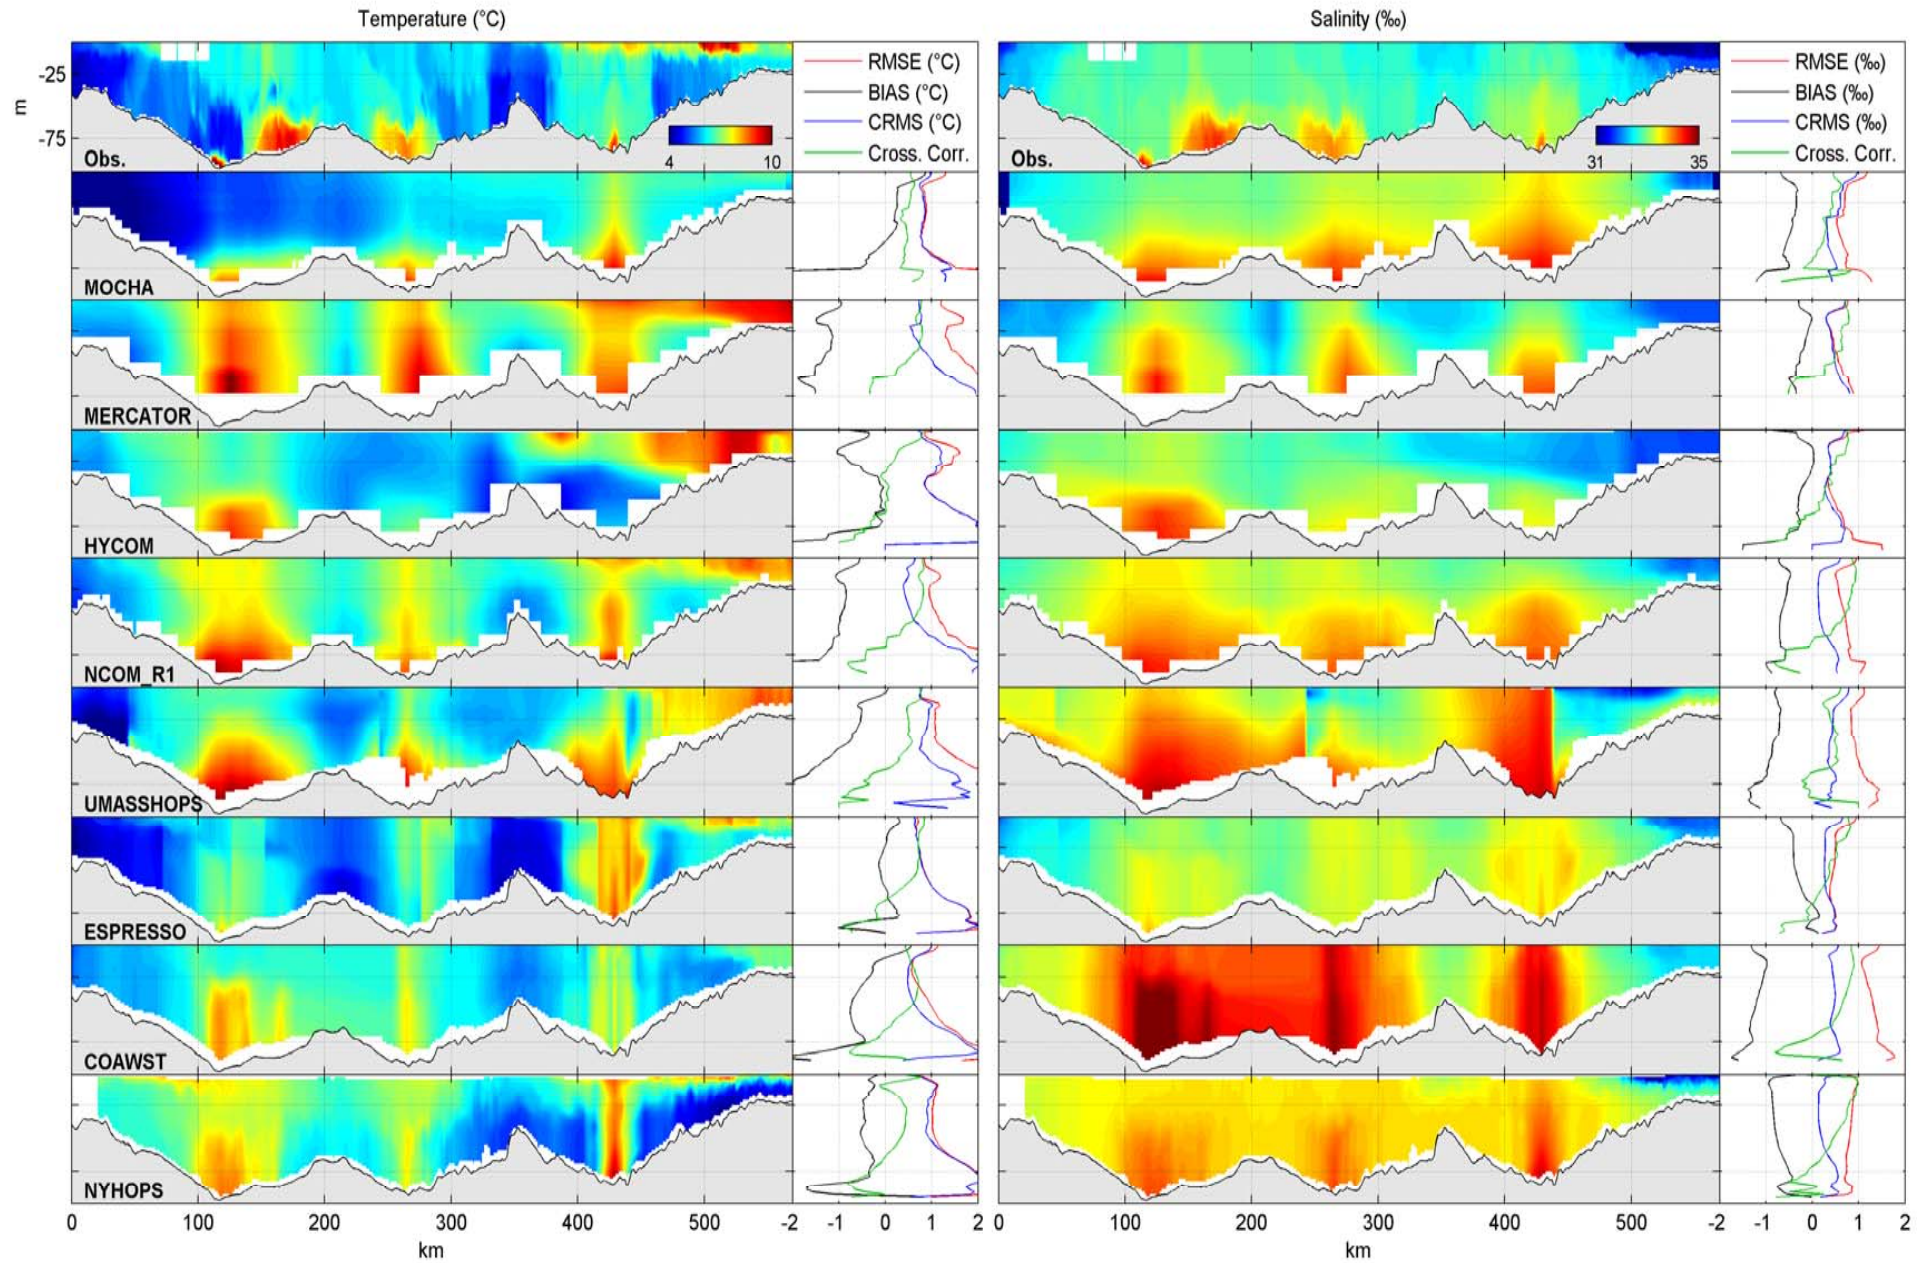 Temperature (°C)
Salinity (‰)
-25
m
-75
Obs.
4
10
RMSE (°C)
BIAS (°C)
CRMS (°C)
Cross. Corr.
Obs.
31
35
RMSE (‰)
BIAS (‰)
CRMS (‰)
Cross. Corr.
MOCHA
MERCATOR
HYCOM
NCOM_R1
UMASSHOPS
ESPRESSO
COAWST
NYHOPS
0 100 200 300 400 500 -2 -1 0 1 2
0 100 200 300 400 500 -2 -1 0 1 2
km
km